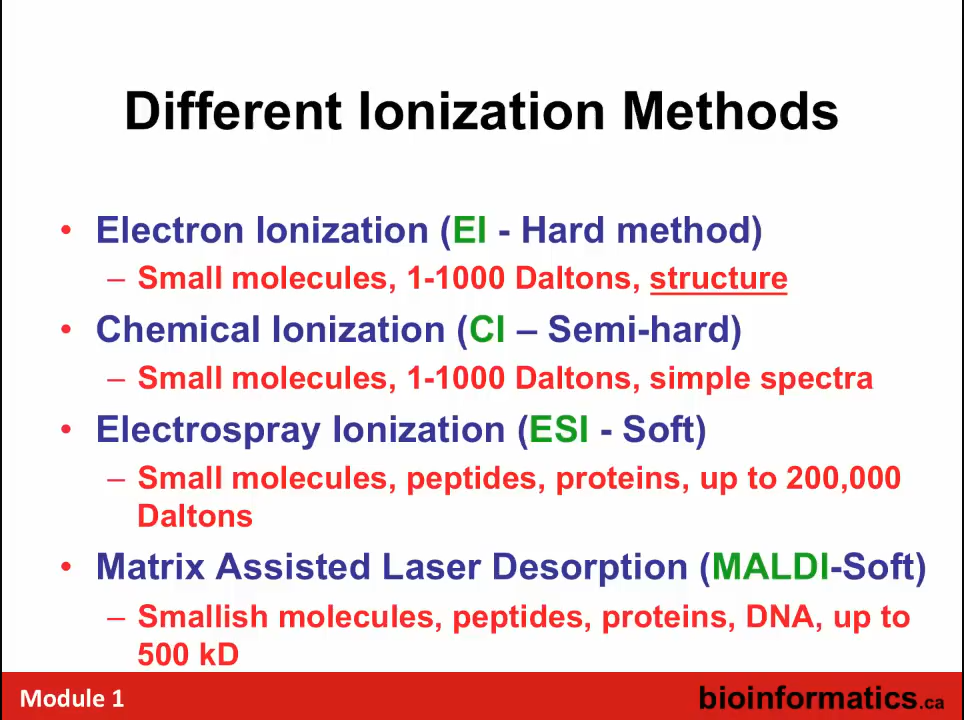 Different Ionization Methods
• Electron Ionization (EI - Hard method)
– Small molecules, 1-1000 Daltons, structure
• Chemical Ionization (CI – Semi-hard)
– Small molecules, 1-1000 Daltons, simple spectra
• Electrospray Ionization (ESI - Soft)
– Small molecules, peptides, proteins, up to 200,000
Daltons
• Matrix Assisted Laser Desorption (MALDI-Soft)
– Smallish molecules, peptides, proteins, DNA, up to
500 kD
Module 1
bioinformatics.ca